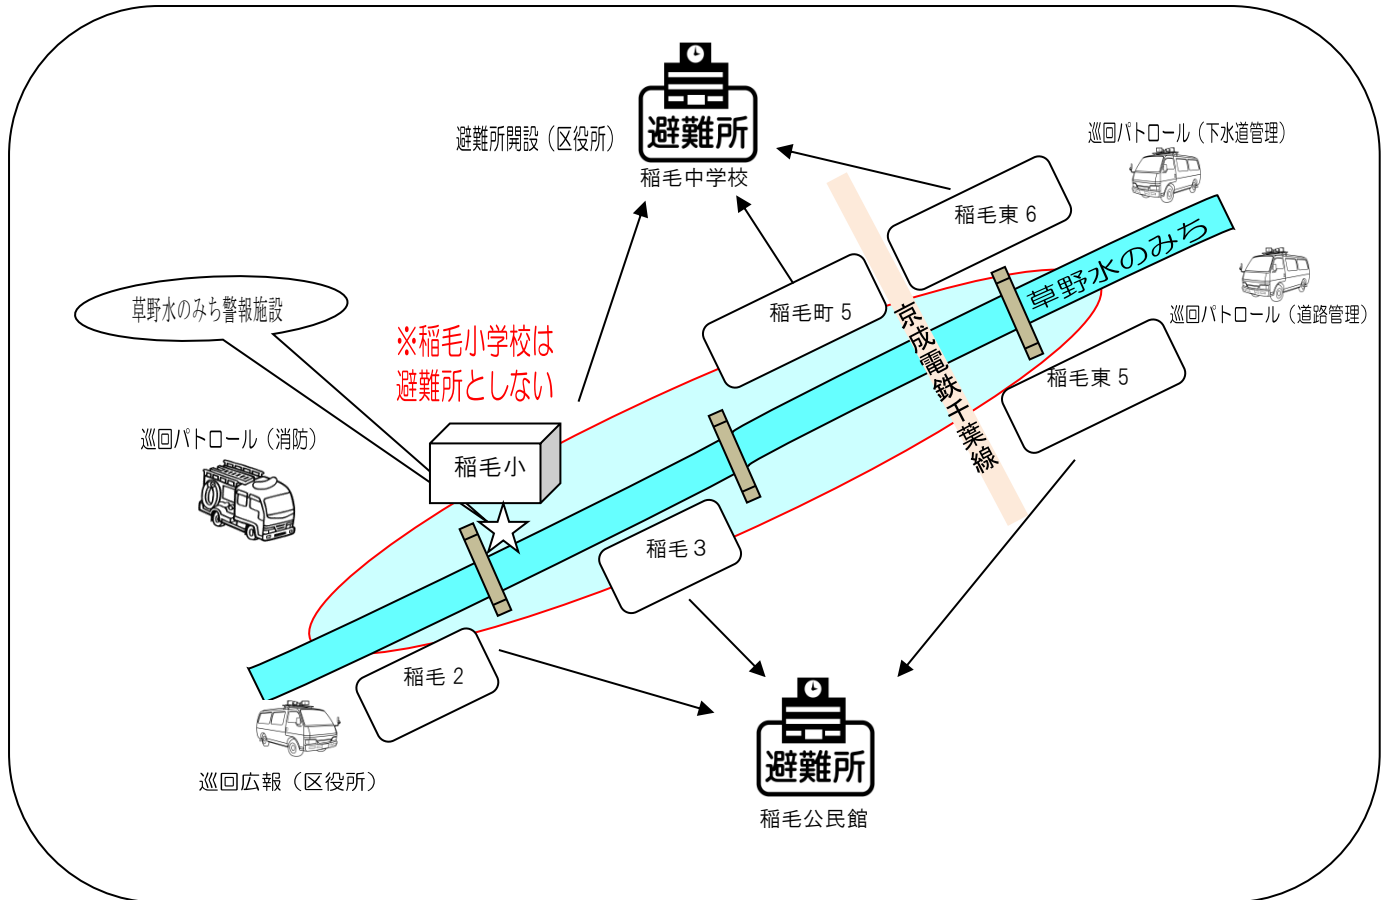 避難所開設（区役所）
避難所
稲毛中学校
巡回パトロール（下水道管理）
稲毛東６
草野水のみち
巡回パトロール（道路管理）
草野水のみち警報施設
稲毛町５
京成電鉄千葉線
※稲毛小学校は
避難所としない
稲毛東５
巡回パトロール（消防）
稲毛小
稲毛３
稲毛２
避難所
稲毛公民館
巡回広報（区役所）